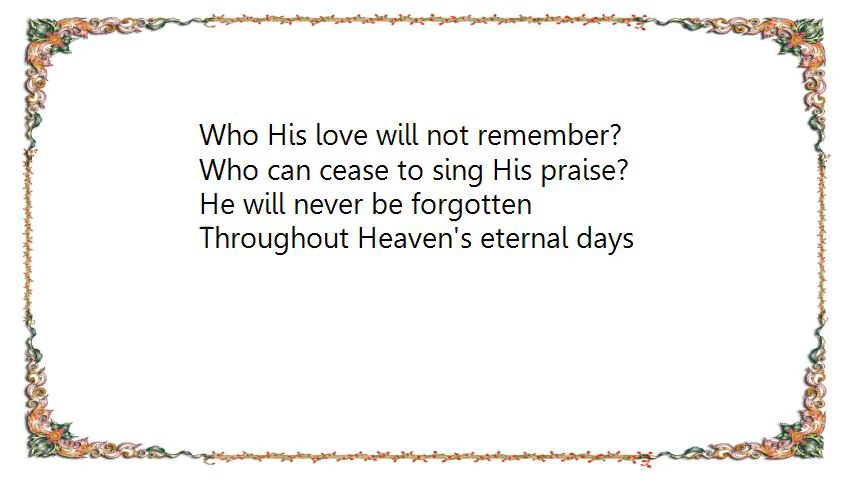 Who His love will not remember?
Who can cease to sing His praise?
He will never be forgotten
Throughout Heaven's eternal days